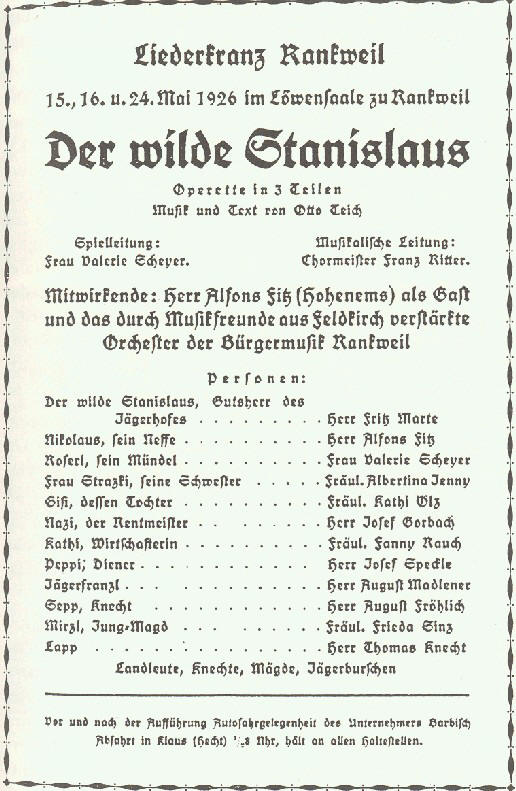 Liederkranz Rankweil
15., 16. u. 24. Mai 1926 im Löwensaale zu Rankweil
Der wilde Stanislaus
Operette in 3 Teilen
Musik und Text von Otto Teich
Spielleitung:
Frau Valerie Scheyer.
Musikalische Leitung:
Chormeister Franz Ritter.
Mitwirkende: Herr Alfons Fitz (Hohenems) als Gast
und das durch Musikfreunde aus Feldkirch verstärkte
Orchester der Bürgermusik Rankweil
Personen:
Der wilde Stanislaus, Gutsherr des
Jägerhofes . . . . . . . . . Herr Fritz Marte
Nikolaus, sein Neffe . . . . . . . . . . Herr Alfons Fitz
Roserl, sein Mündel . . . . . . . . . . Frau Valerie Scheyer
Frau Strazki, seine Schwester . . . . . Fräul. Albertina Jenny
Gisi, dessen Tochter . . . . . . . . . . Fräul. Kathi Elz
Nazi, der Rentmeister . . . . . . . . . Herr Josef Gorbach
Kathi, Wirtschafterin . . . . . . . . . . Fräul. Fanny Rauch
Peppi, Diener . . . . . . . . . . . . . Herr Josef Speckle
Jägerfranzl . . . . . . . . . . . . . . Herr August Madlener
Sepp, Knecht . . . . . . . . . . . . Herr August Fröhlich
Mirzl, Jung-Magd . . . . . . . . . . . Fräul. Frieda Sinz
Lapp . . . . . . . . . . . . . . . . Herr Thomas Knecht
Landleute, Knechte, Mägde, Jägerburschen
Vor und nach der Aufführung Autofahrgelegenheit des Unternehmers Barbisch
Abfahrt in Klaus (Hecht) Uhr, hält an allen Haltestellen.